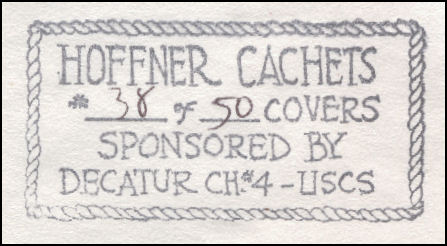 HOFFNER CACHETS
# 38 of 50 COVERS
SPONSORED BY
DECATUR CH#4-USCS